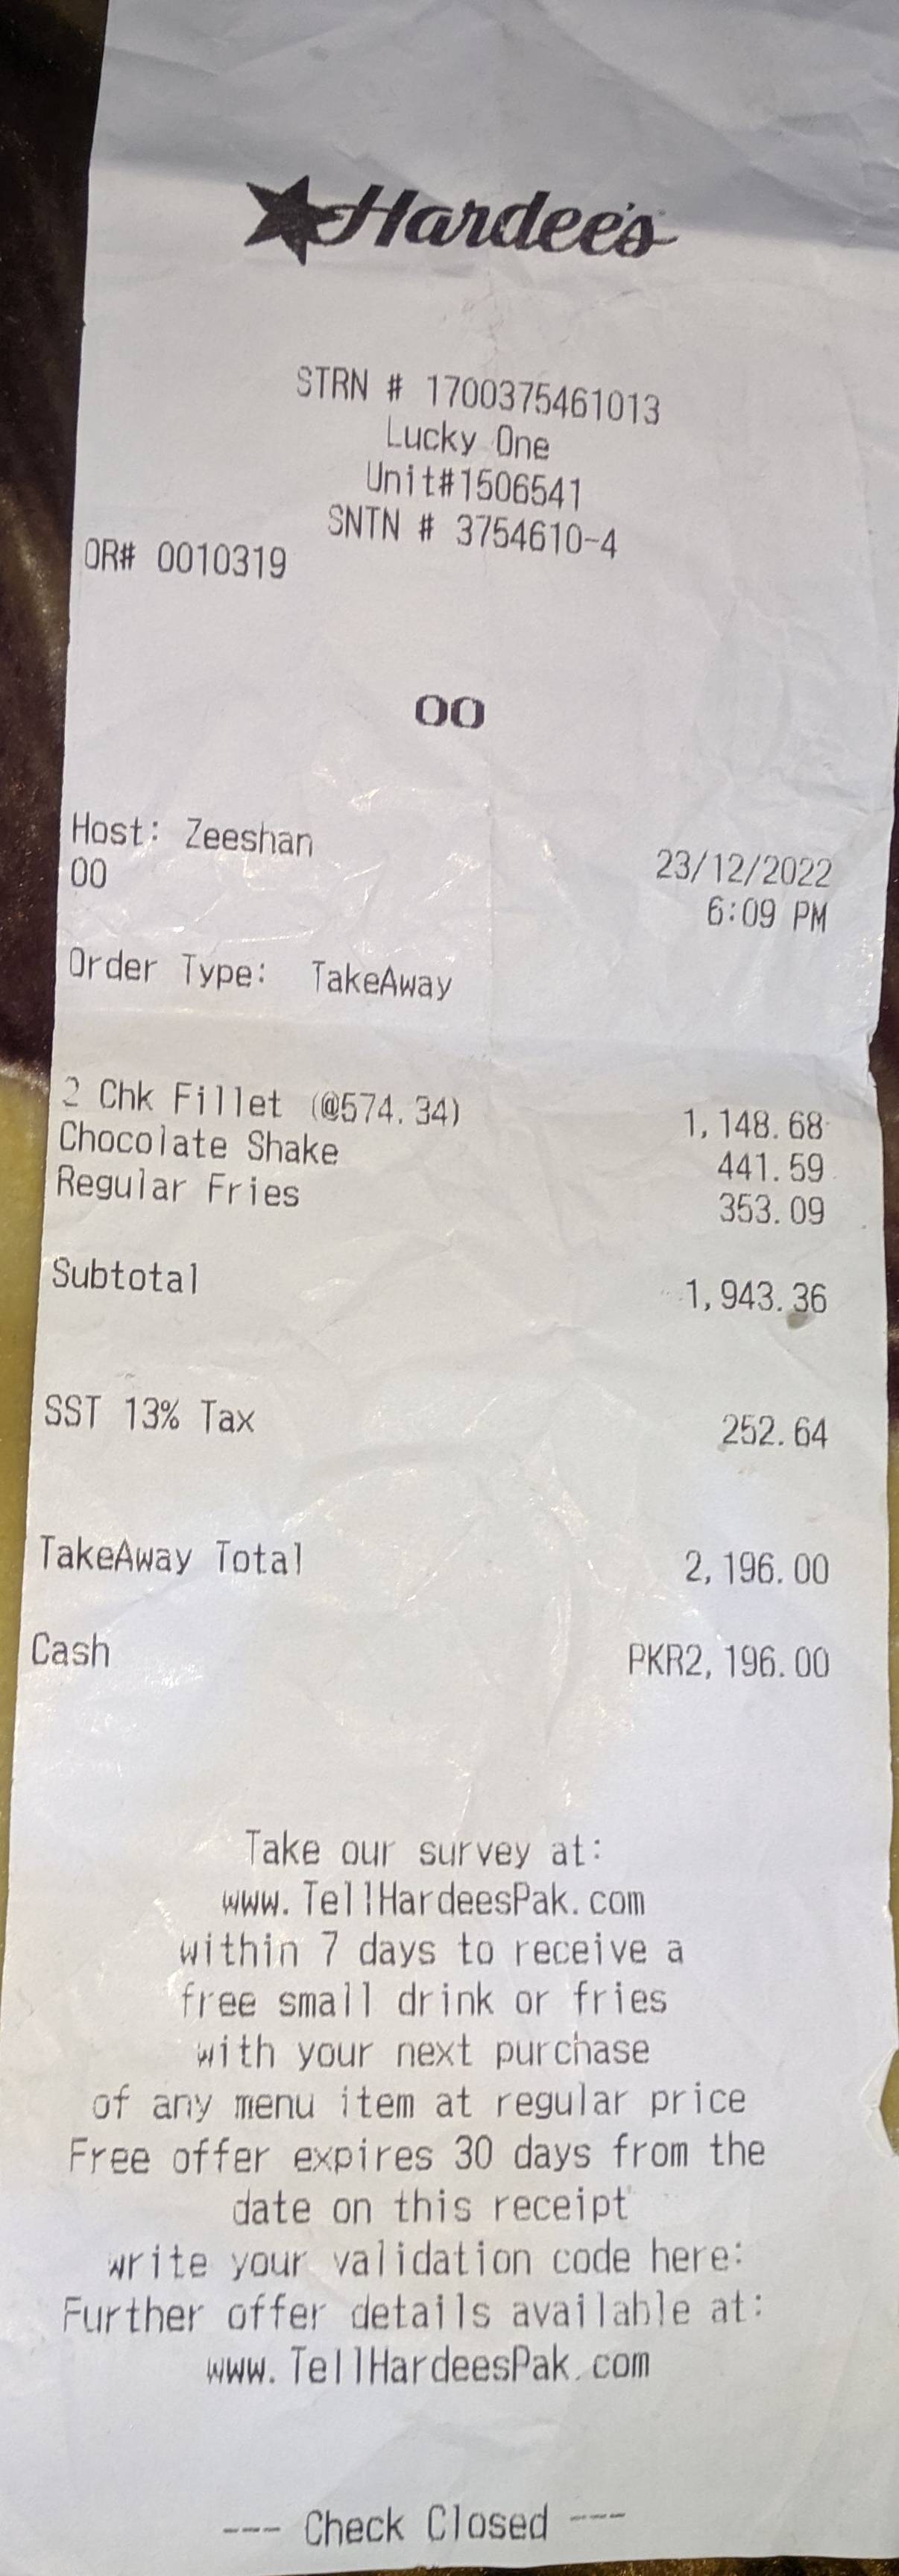 Hardee's
STRN # 1700375461013
Lucky One
Unit#1506541
SNTN # 3754610-4
OR# 0010319
00
Host: Zeeshan
00
23/12/2022
6:09 PM
Order Type: TakeAway
2 Chk Fillet (@574.34) 1,148.68
Chocolate Shake 441.59
Regular Fries 353.09
Subtotal 1,943.36
SST 13% Tax 252.64
TakeAway Total 2,196.00
Cash PKR2,196.00
Take our survey at:
www.TellHardeesPak.com
within 7 days to receive a
free small drink or fries
with your next purchase
of any menu item at regular price
Free offer expires 30 days from the
date on this receipt
write your validation code here:
Further offer details available at:
www.TellHardeesPak.com
--- Check Closed ---